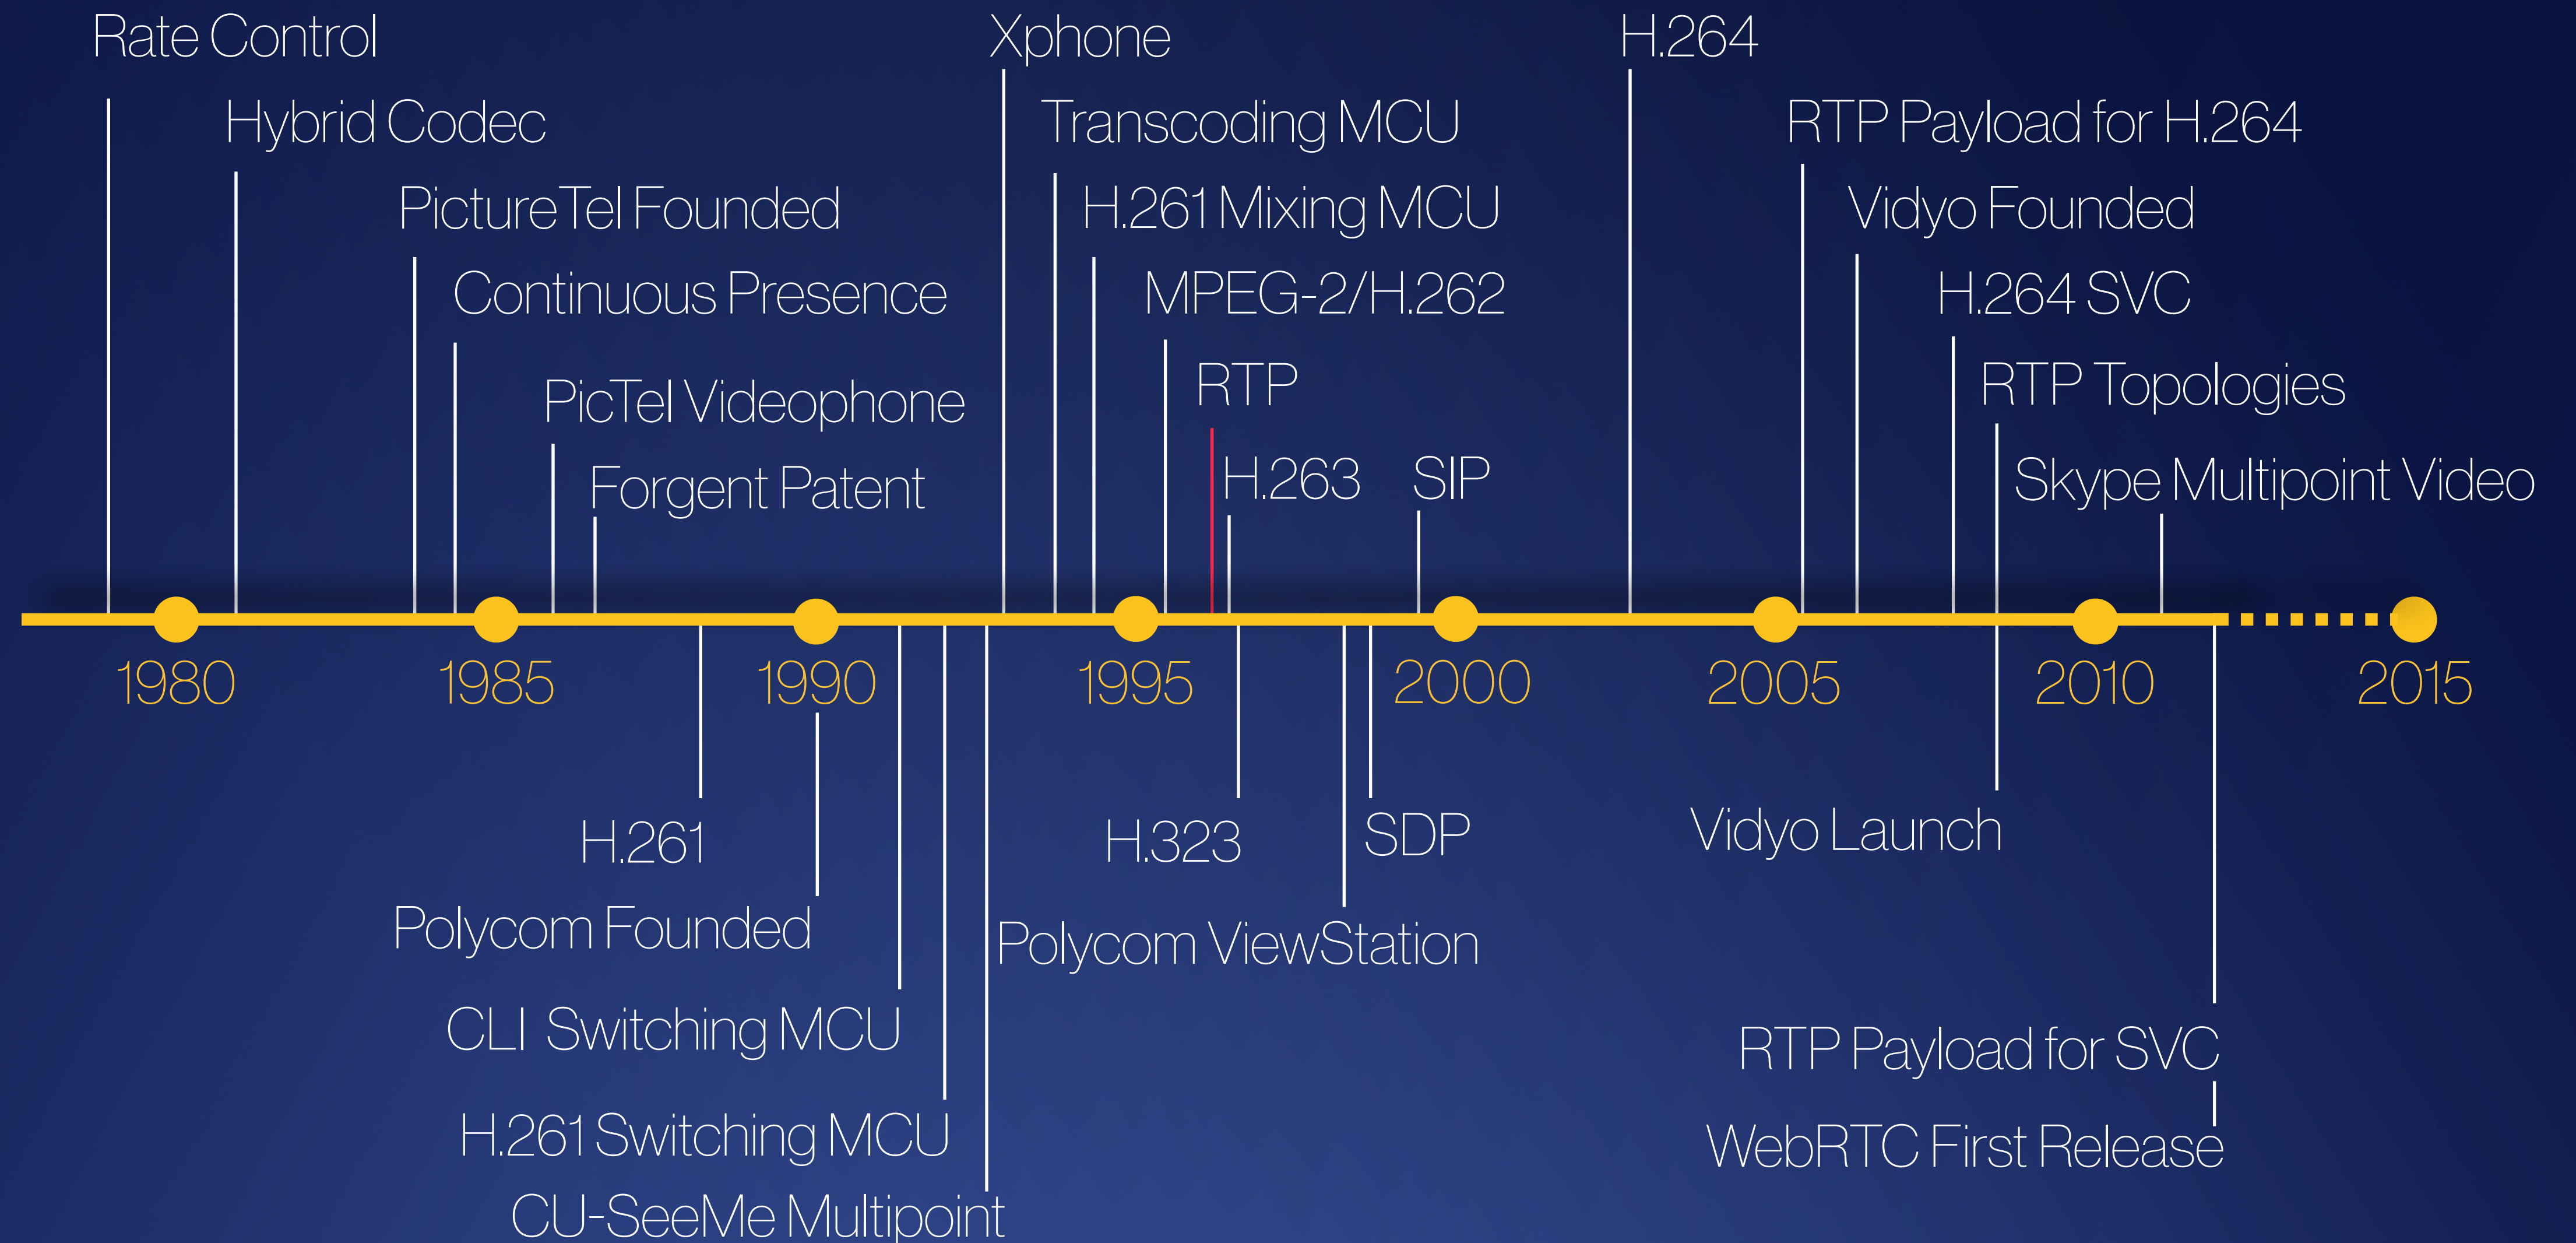 Rate Control
Xphone
H.264
Hybrid Codec
Transcoding MCU
RTP Payload for H.264
PictureTel Founded
H.261 Mixing MCU
Vidyo Founded
Continuous Presence
MPEG-2/H.262
H.264 SVC
RTP
RTP Topologies
PicTel Videophone
Forgent Patent
H.263
SIP
Skype Multipoint Video
1980
1985
1990
1995
2000
2005
2010
2015
H.261
H.323
SDP
Vidyo Launch
Polycom Founded
Polycom ViewStation
CLI Switching MCU
RTP Payload for SVC
H.261 Switching MCU
WebRTC First Release
CU-SeeMe Multipoint